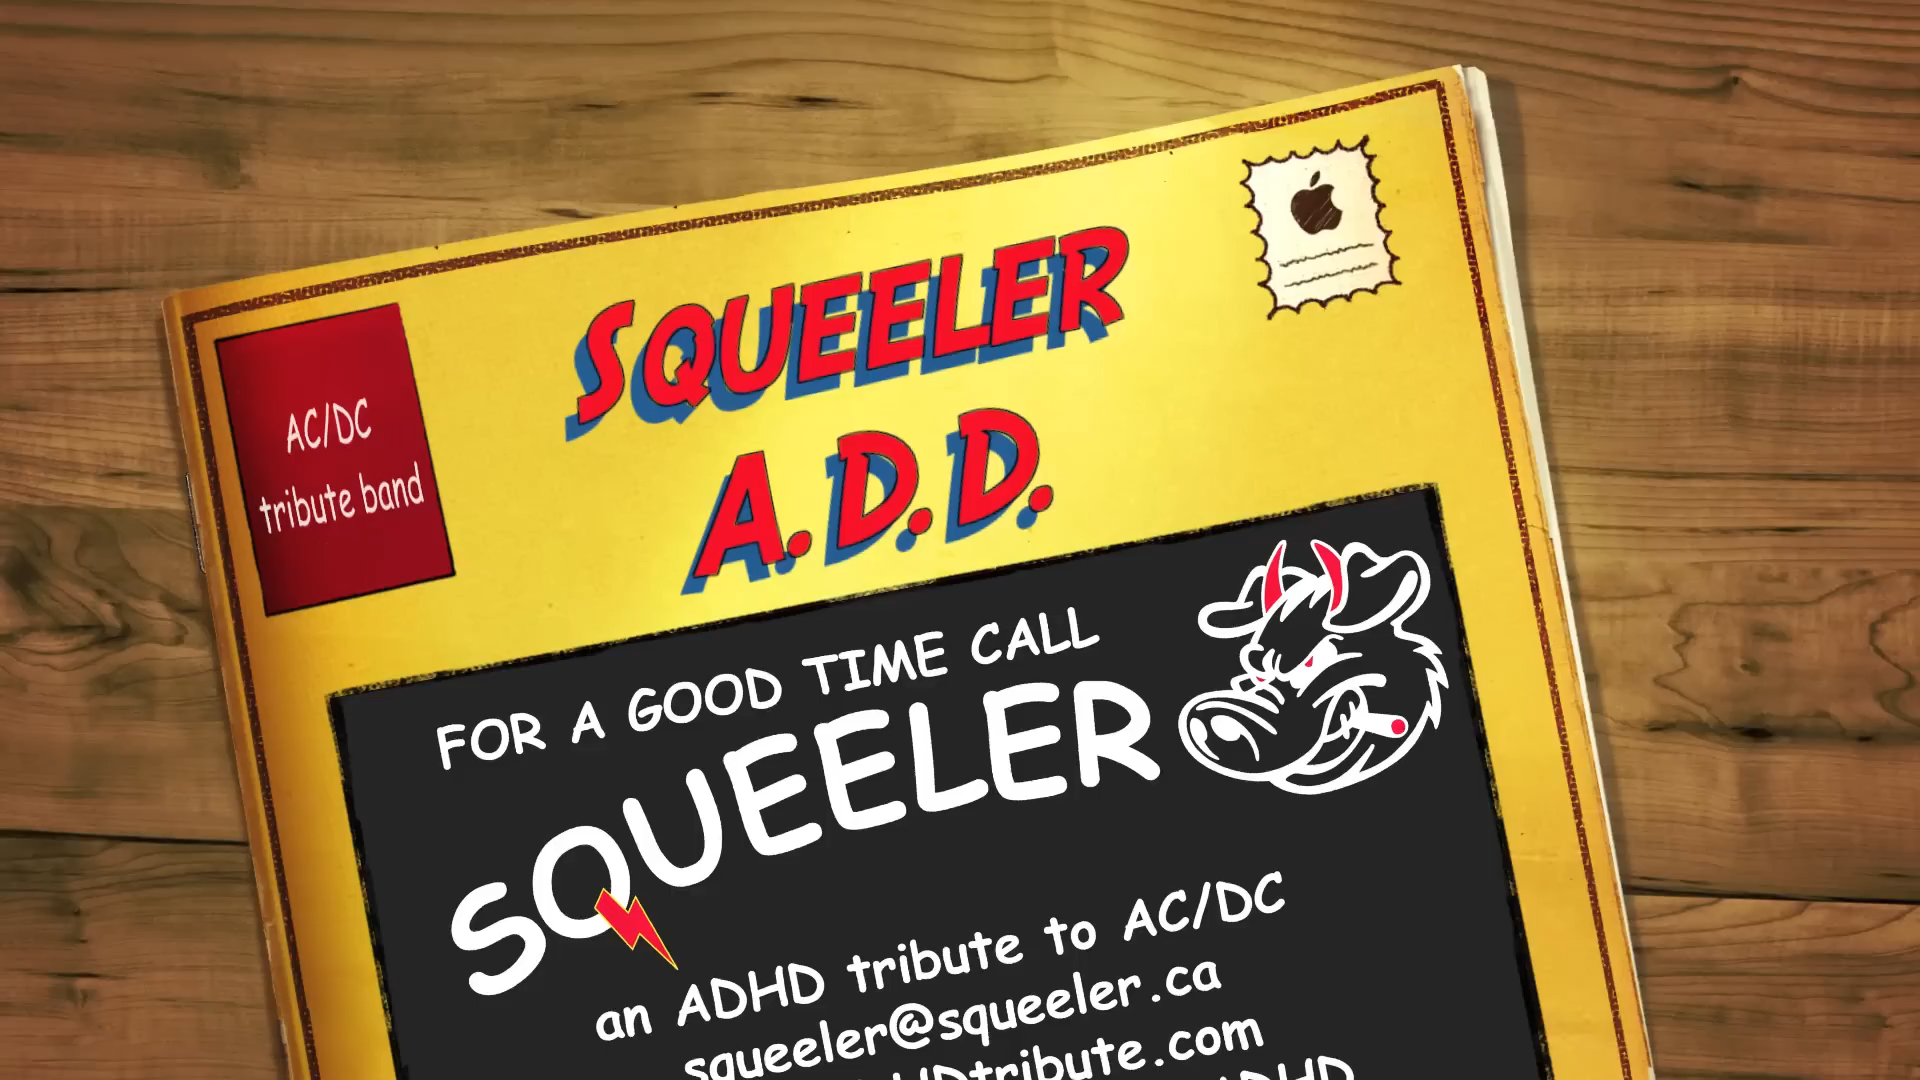 AC/DC
tribute band
SQUEELER
A.D.D.
FOR A GOOD TIME CALL
SQUEELER
an ADHD tribute to AC/DC
squeeler@squeeler.ca